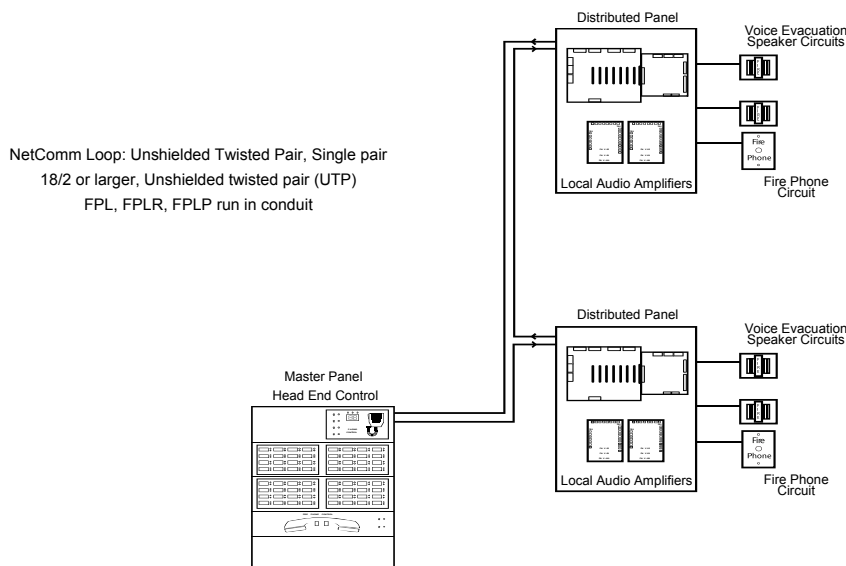 Distributed Panel
Voice Evacuation
Speaker Circuits
Local Audio Amplifiers
Fire
Phone
Fire Phone
Circuit
NetComm Loop: Unshielded Twisted Pair, Single pair
18/2 or larger, Unshielded twisted pair (UTP)
FPL, FPLR, FPLP run in conduit
Distributed Panel
Voice Evacuation
Speaker Circuits
Local Audio Amplifiers
Fire
Phone
Fire Phone
Circuit
Master Panel
Head End Control